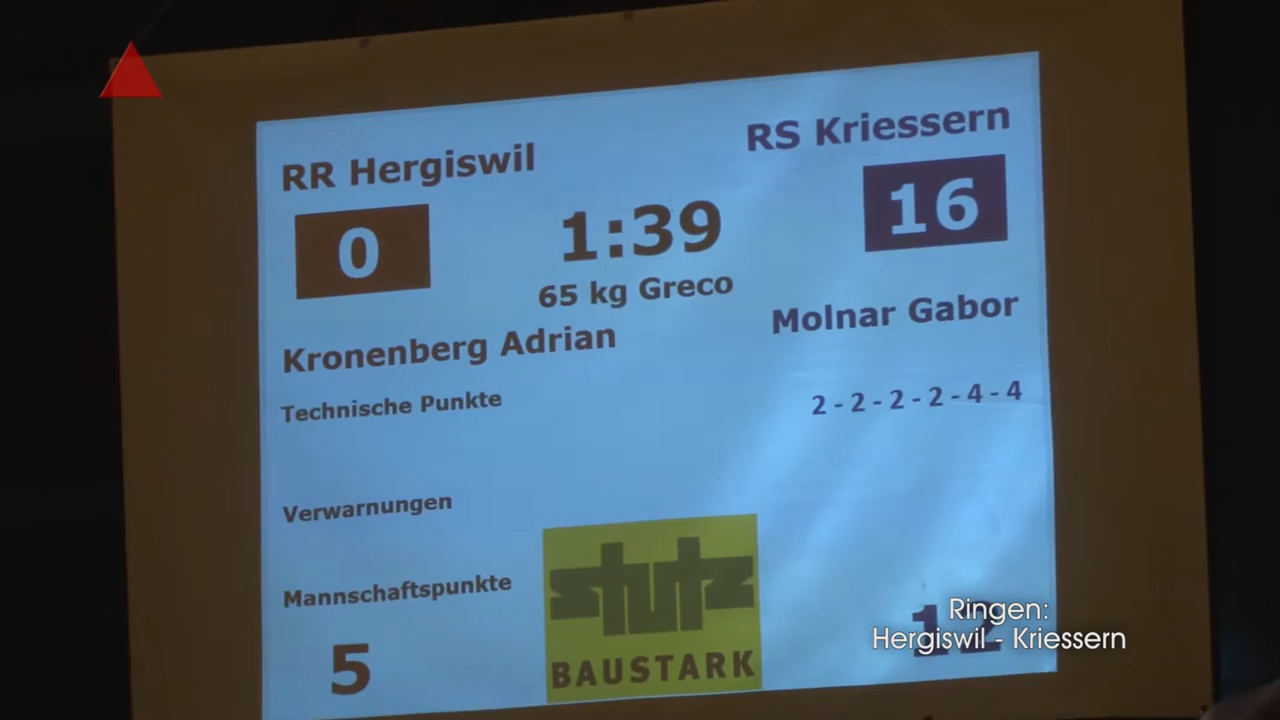 RR Hergiswil
RS Kriessern
0
1:39
16
65 kg Greco
Kronenberg Adrian
Molnar Gabor
Technische Punkte
2 - 2 - 2 - 2 - 4 - 4
Verwarnungen
Mannschaftspunkte
5
stutz
BAUSTARK
12
Ringen:
Hergiswil - Kriessern